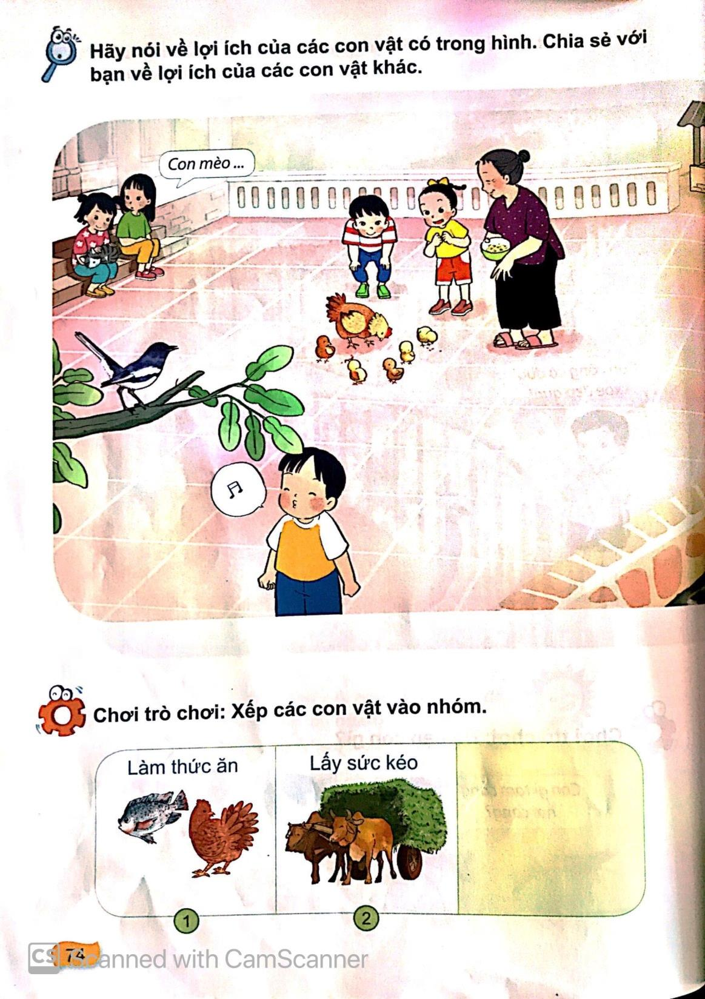 Hãy nói về lợi ích của các con vật có trong hình. Chia sẻ với
bạn về lợi ích của các con vật khác.
Con mèo ...
Chơi trò chơi: Xếp các con vật vào nhóm.
Làm thức ăn
Lấy sức kéo
1
2
74
CS Scanned with CamScanner